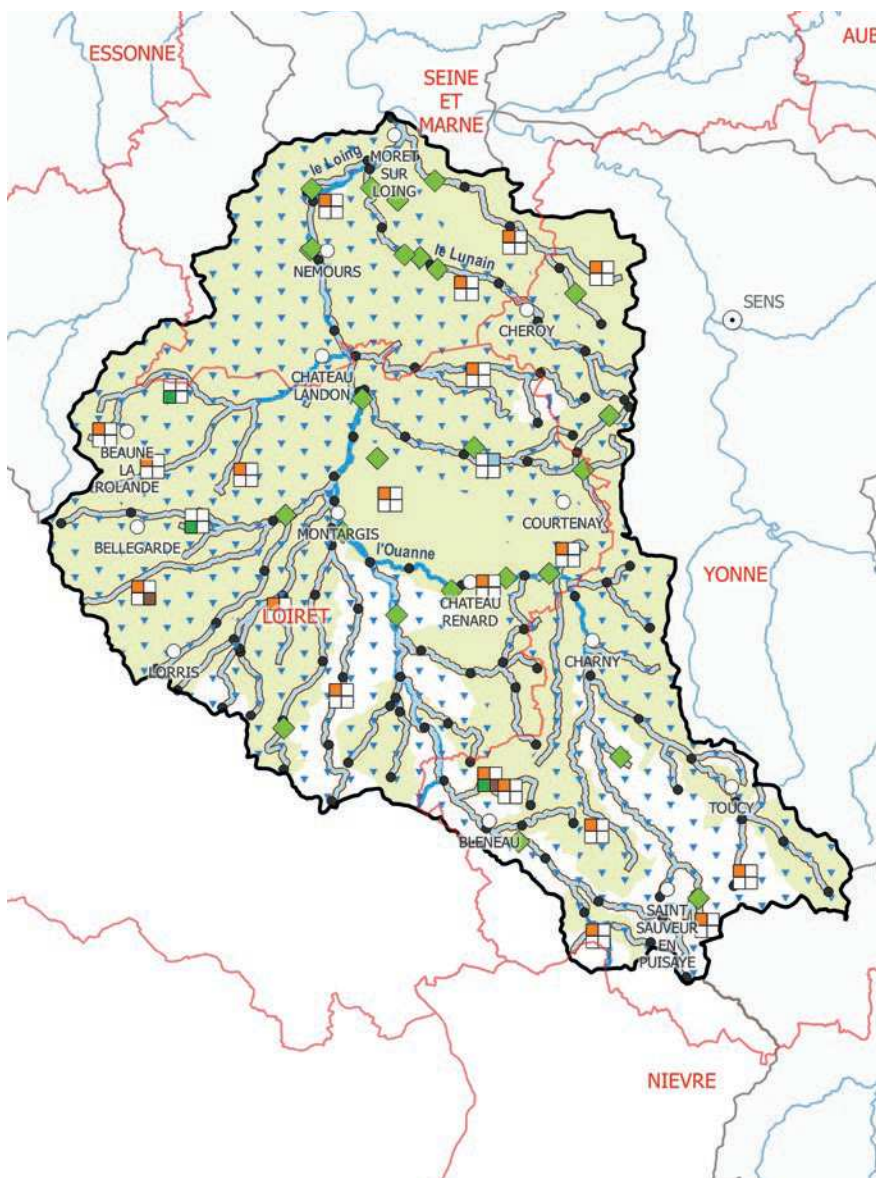 ESSONNE
AUB
SEINE
ET
MARNE
le Loing
MORET
SUR
LOING
NEMOURS
le Lunain
SENS
CHEROY
CHATEAU
LANDON
BEAUNE
LA
ROLANDE
BELLEGARDE
MONTARGIS
COURTENAY
l'Ouanne
YONNE
CHATEAU
RENARD
LOIRET
LORRIS
CHARNY
TOUCY
BLENEAU
SAINT
SAUVEUR
EN
PUISAYE
NIEVRE